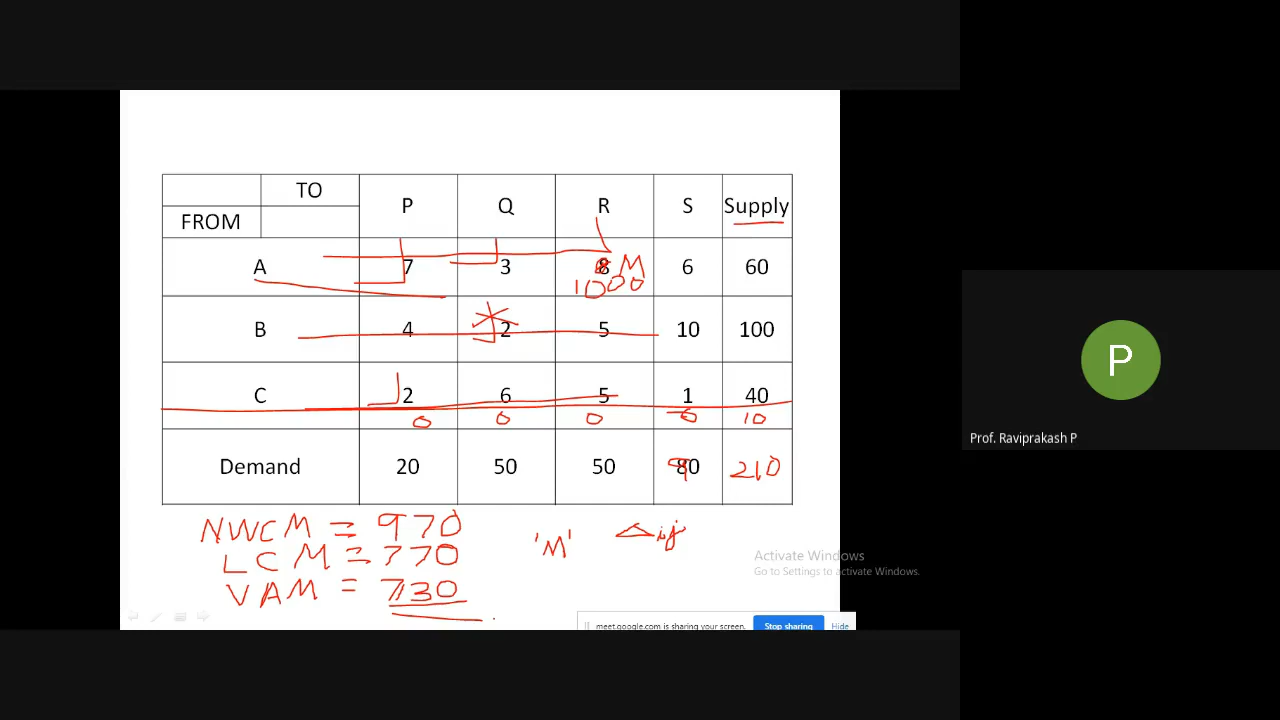 TO
FROM
P Q R S Supply
A 7 3 8 M 6 60
1000
B 4 2 5 10 100
C 2 6 5 1 40
0 0 0 0 10
Demand 20 50 50 80 210
9
NWCM = 970
LCM = 770
VAM = 730
'M' Δij
Activate Windows
Go to Settings to activate Windows.
meet.google.com is sharing your screen. Stop sharing Hide
P
Prof. Raviprakash P